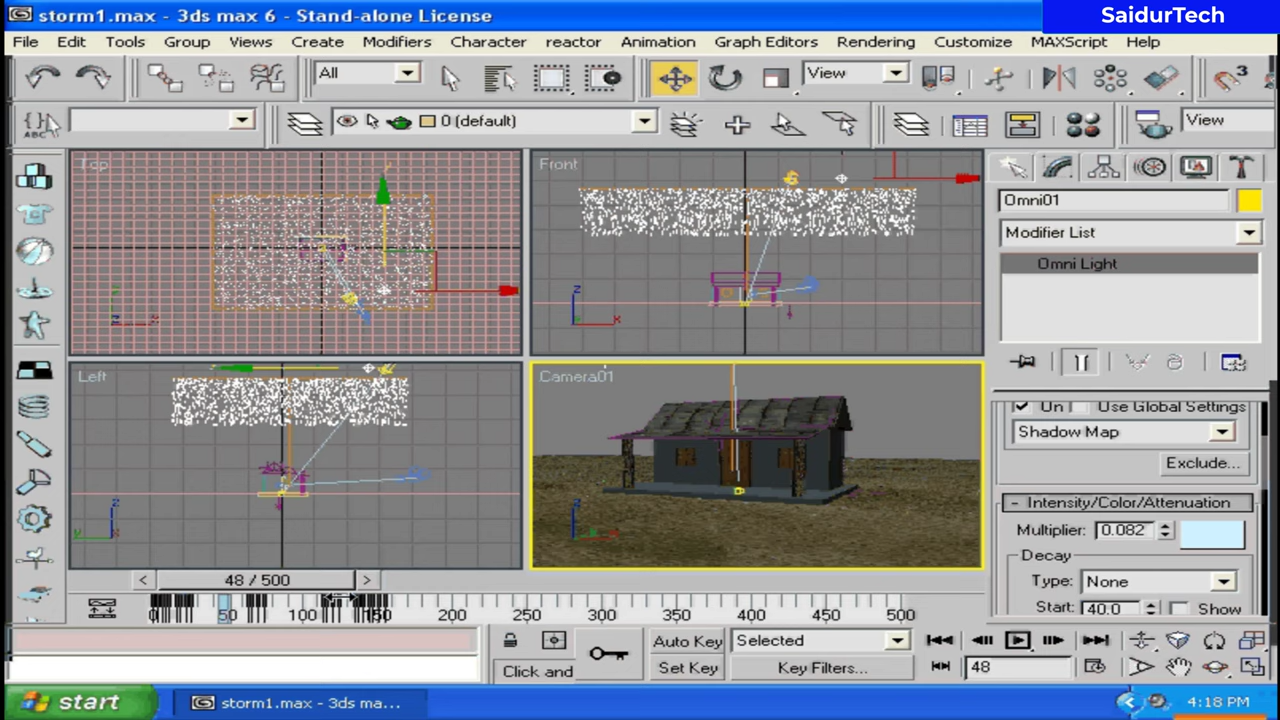 storm1.max - 3ds max 6 - Stand-alone License
SaidurTech
File Edit Tools Group Views Create Modifiers Character reactor Animation Graph Editors Rendering Customize MAXScript Help
All
View
3
ABC
0 (default)
View
Top
Front
Omni01
Modifier List
Omni Light
z
x
z
x
Left
Camera01
On Use Global Settings
Shadow Map
Exclude...
Intensity/Color/Attenuation
Multiplier: 0.082
Decay
Type: None
Start: 40.0 Show
z
y
z
x
< 48 / 500 >
0 50 100 150 200 250 300 350 400 450 500
Auto Key Selected
Click and Set Key Key Filters... 48
start storm1.max - 3ds ma... 4:18 PM